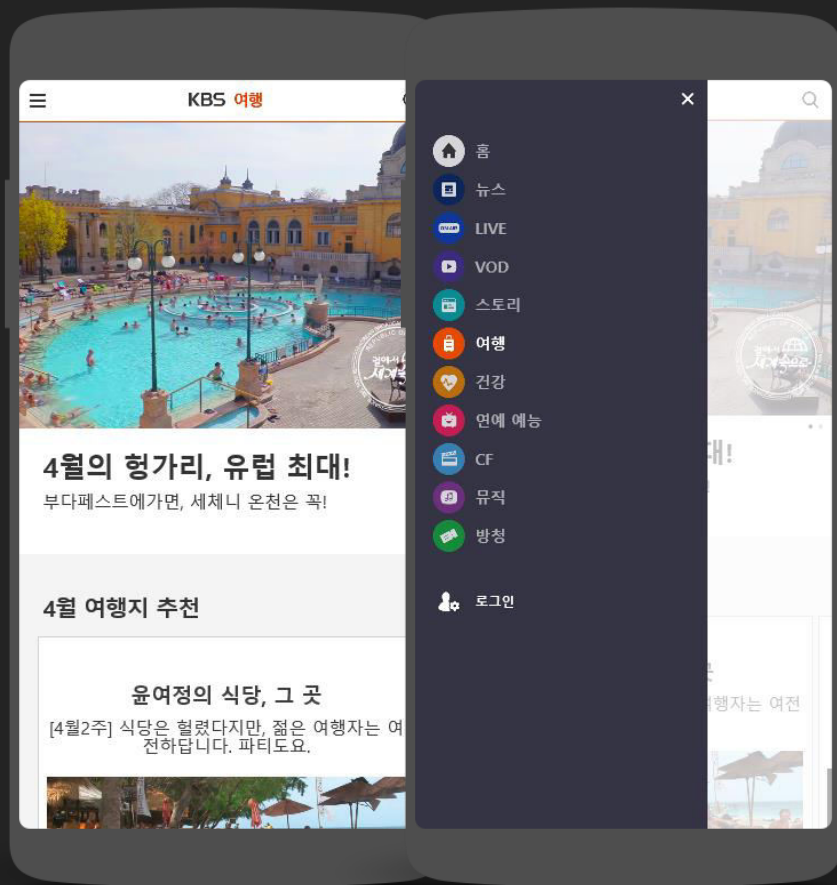 KBS 여행
4월의 헝가리, 유럽 최대!
부다페스트에가면, 세체니 온천은 꼭!
4월 여행지 추천
윤여정의 식당, 그 곳
[4월2주] 식당은 헐렸다지만, 젊은 여행자는 여
전하답니다. 파티도요.
홈
뉴스
LIVE
VOD
스토리
여행
건강
연예 예능
CF
뮤직
방청
로그인
대!
행자는 여전